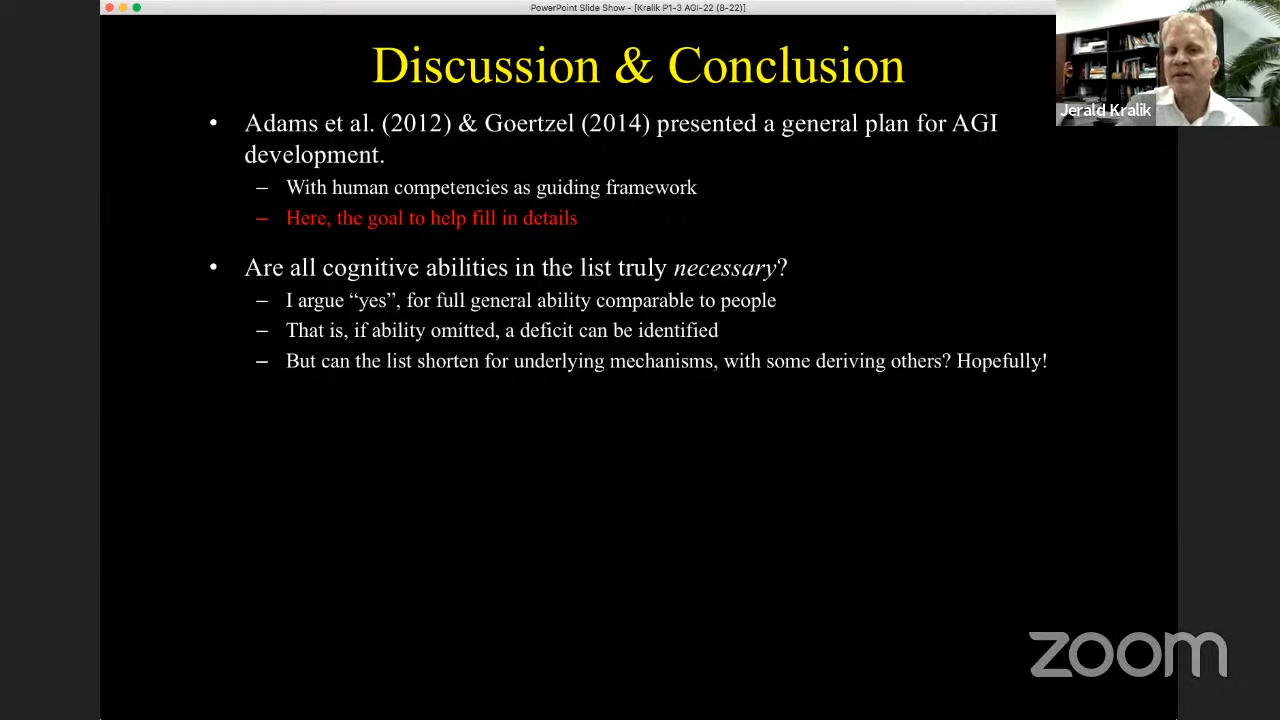 PowerPoint Slide Show - [Kralik P1-3 AGI-22 (8-22)]
Discussion & Conclusion
Jerald Kralik
• Adams et al. (2012) & Goertzel (2014) presented a general plan for AGI
development.
– With human competencies as guiding framework
– Here, the goal to help fill in details
• Are all cognitive abilities in the list truly necessary?
– I argue “yes”, for full general ability comparable to people
– That is, if ability omitted, a deficit can be identified
– But can the list shorten for underlying mechanisms, with some deriving others? Hopefully!
zoom